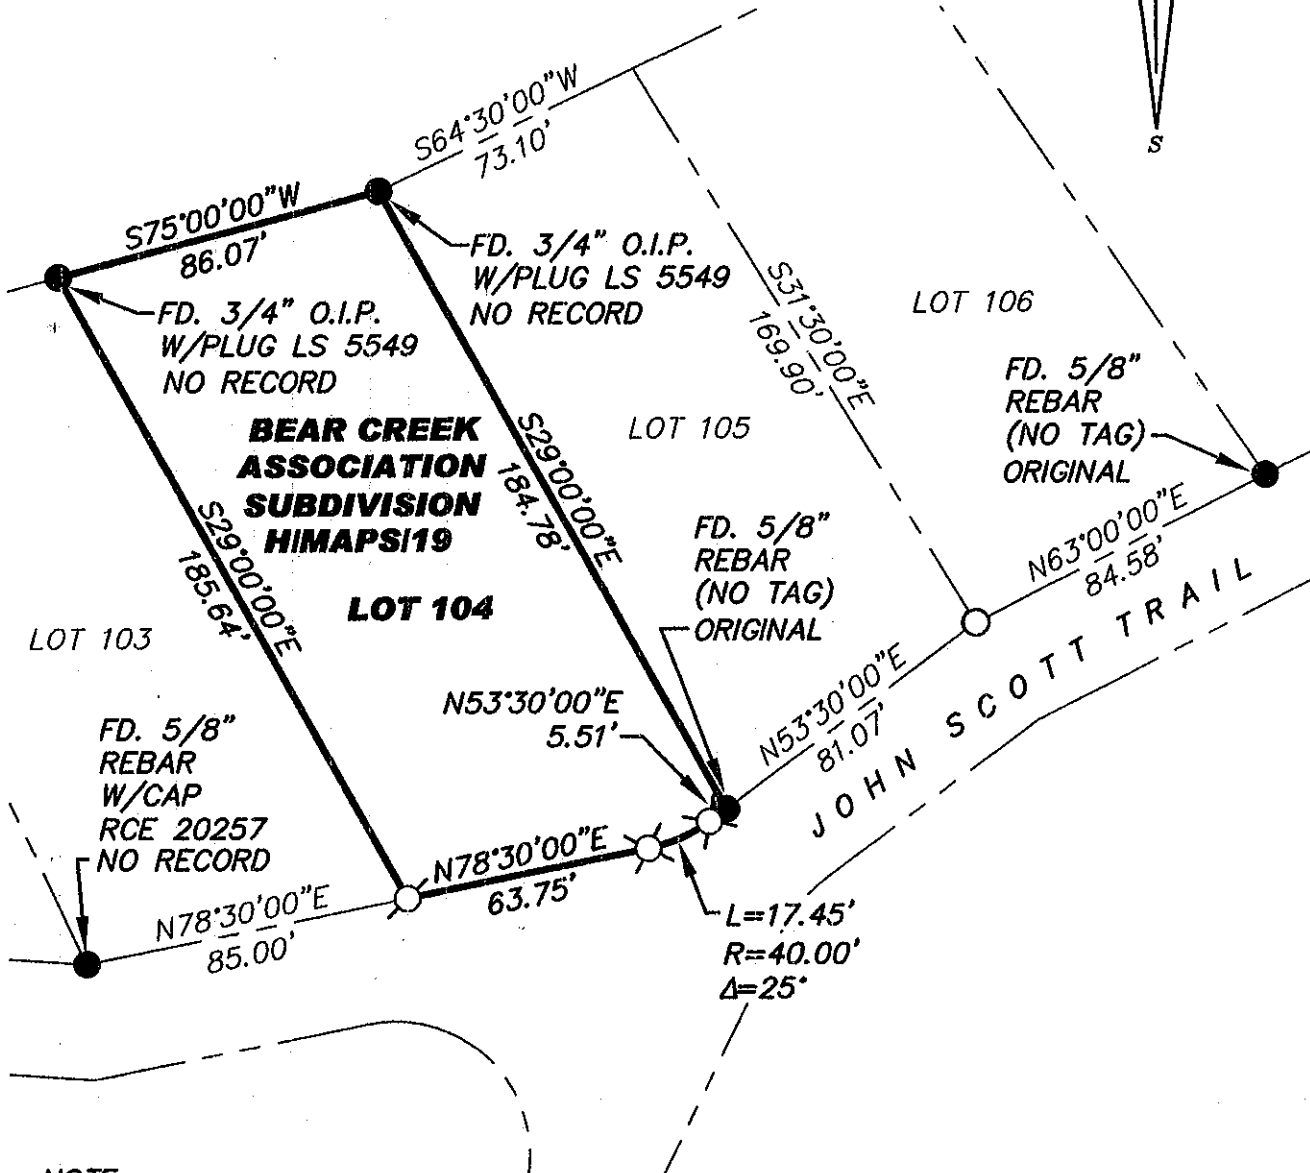 S
S64°30'00"W
73.10'
S75°00'00"W
86.07'
FD. 3/4" O.I.P.
W/PLUG LS 5549
NO RECORD
FD. 3/4" O.I.P.
W/PLUG LS 5549
NO RECORD
S31°30'00"E
169.90'
LOT 106
FD. 5/8"
REBAR
(NO TAG)
ORIGINAL
BEAR CREEK
ASSOCIATION
SUBDIVISION
H/MAPS/19
LOT 104
S29°00'00"E
184.78'
LOT 105
S29°00'00"E
185.64'
FD. 5/8"
REBAR
(NO TAG)
ORIGINAL
N63°00'00"E
84.58'
LOT 103
N53°30'00"E
5.51'
N53°30'00"E
81.07'
JOHN SCOTT TRAIL
FD. 5/8"
REBAR
W/CAP
RCE 20257
NO RECORD
N78°30'00"E
63.75'
N78°30'00"E
85.00'
L=17.45'
R=40.00'
Δ=25°